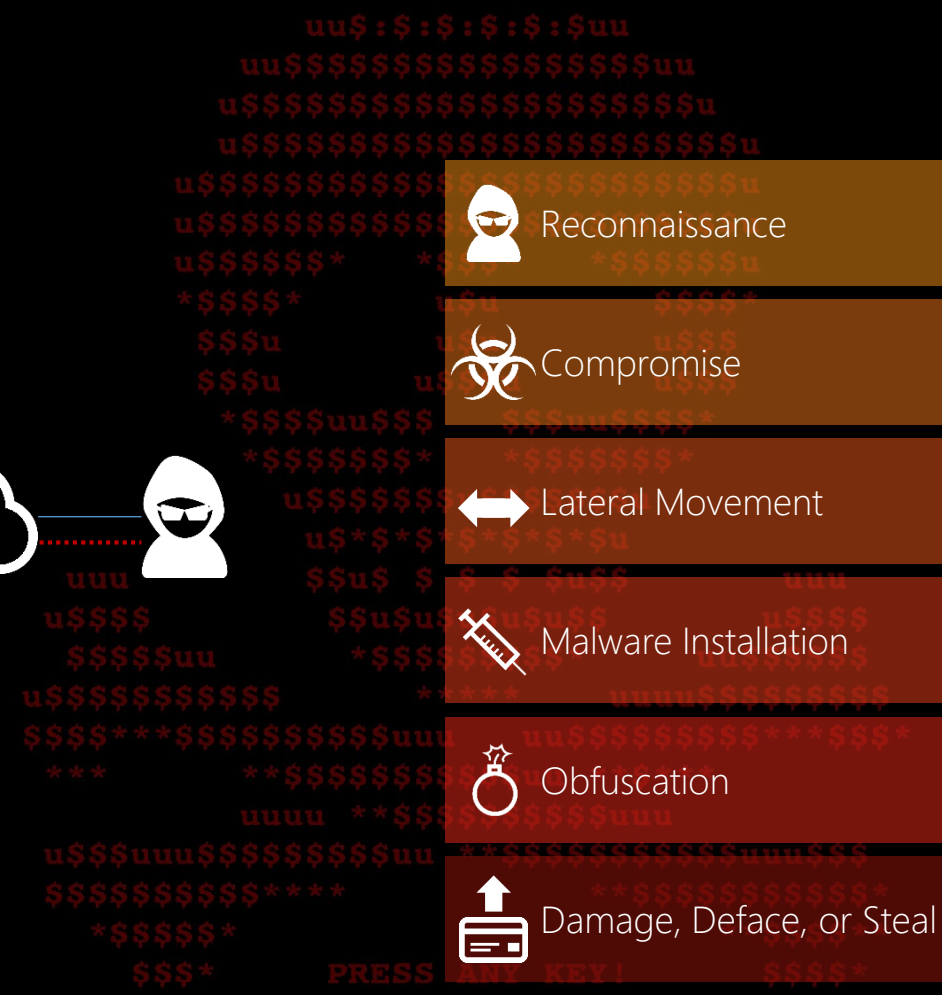 Reconnaissance
Compromise
Lateral Movement
Malware Installation
Obfuscation
Damage, Deface, or Steal
PRESS ANY KEY!